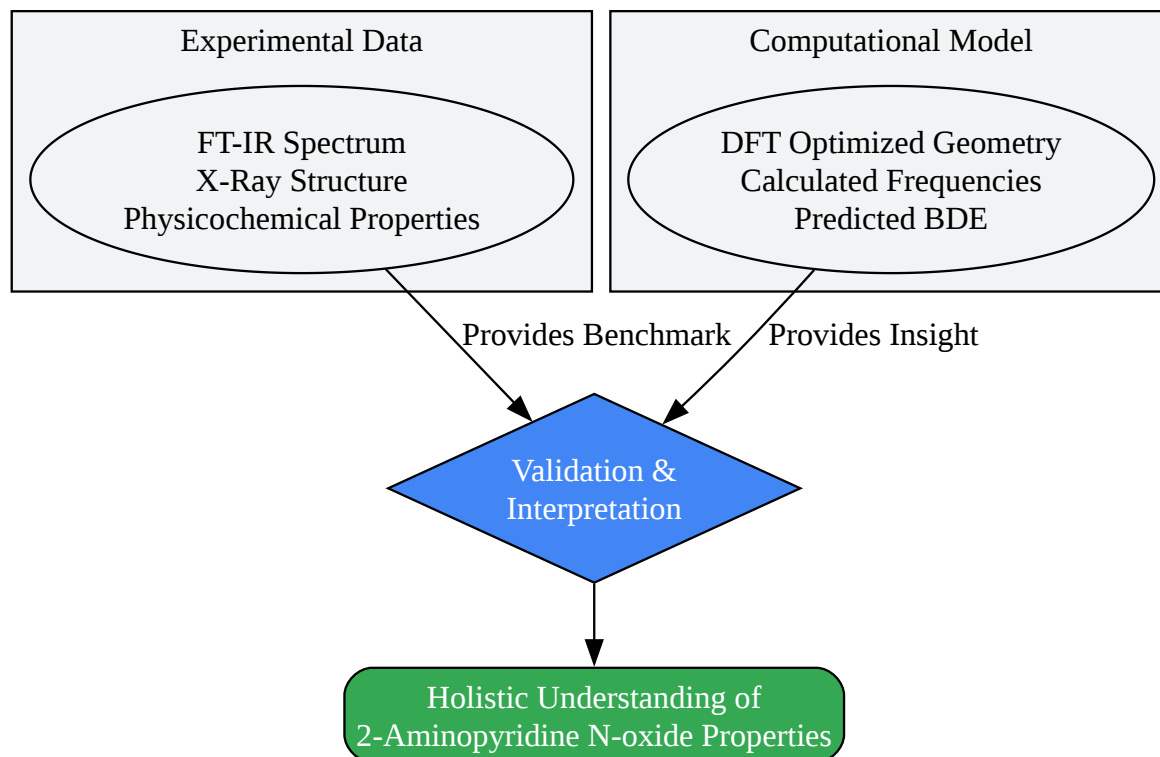 Experimental Data
FT-IR Spectrum
X-Ray Structure
Physicochemical Properties
Computational Model
DFT Optimized Geometry
Calculated Frequencies
Predicted BDE
Provides Benchmark
Provides Insight
Validation &
Interpretation
Holistic Understanding of
2-Aminopyridine N-oxide Properties